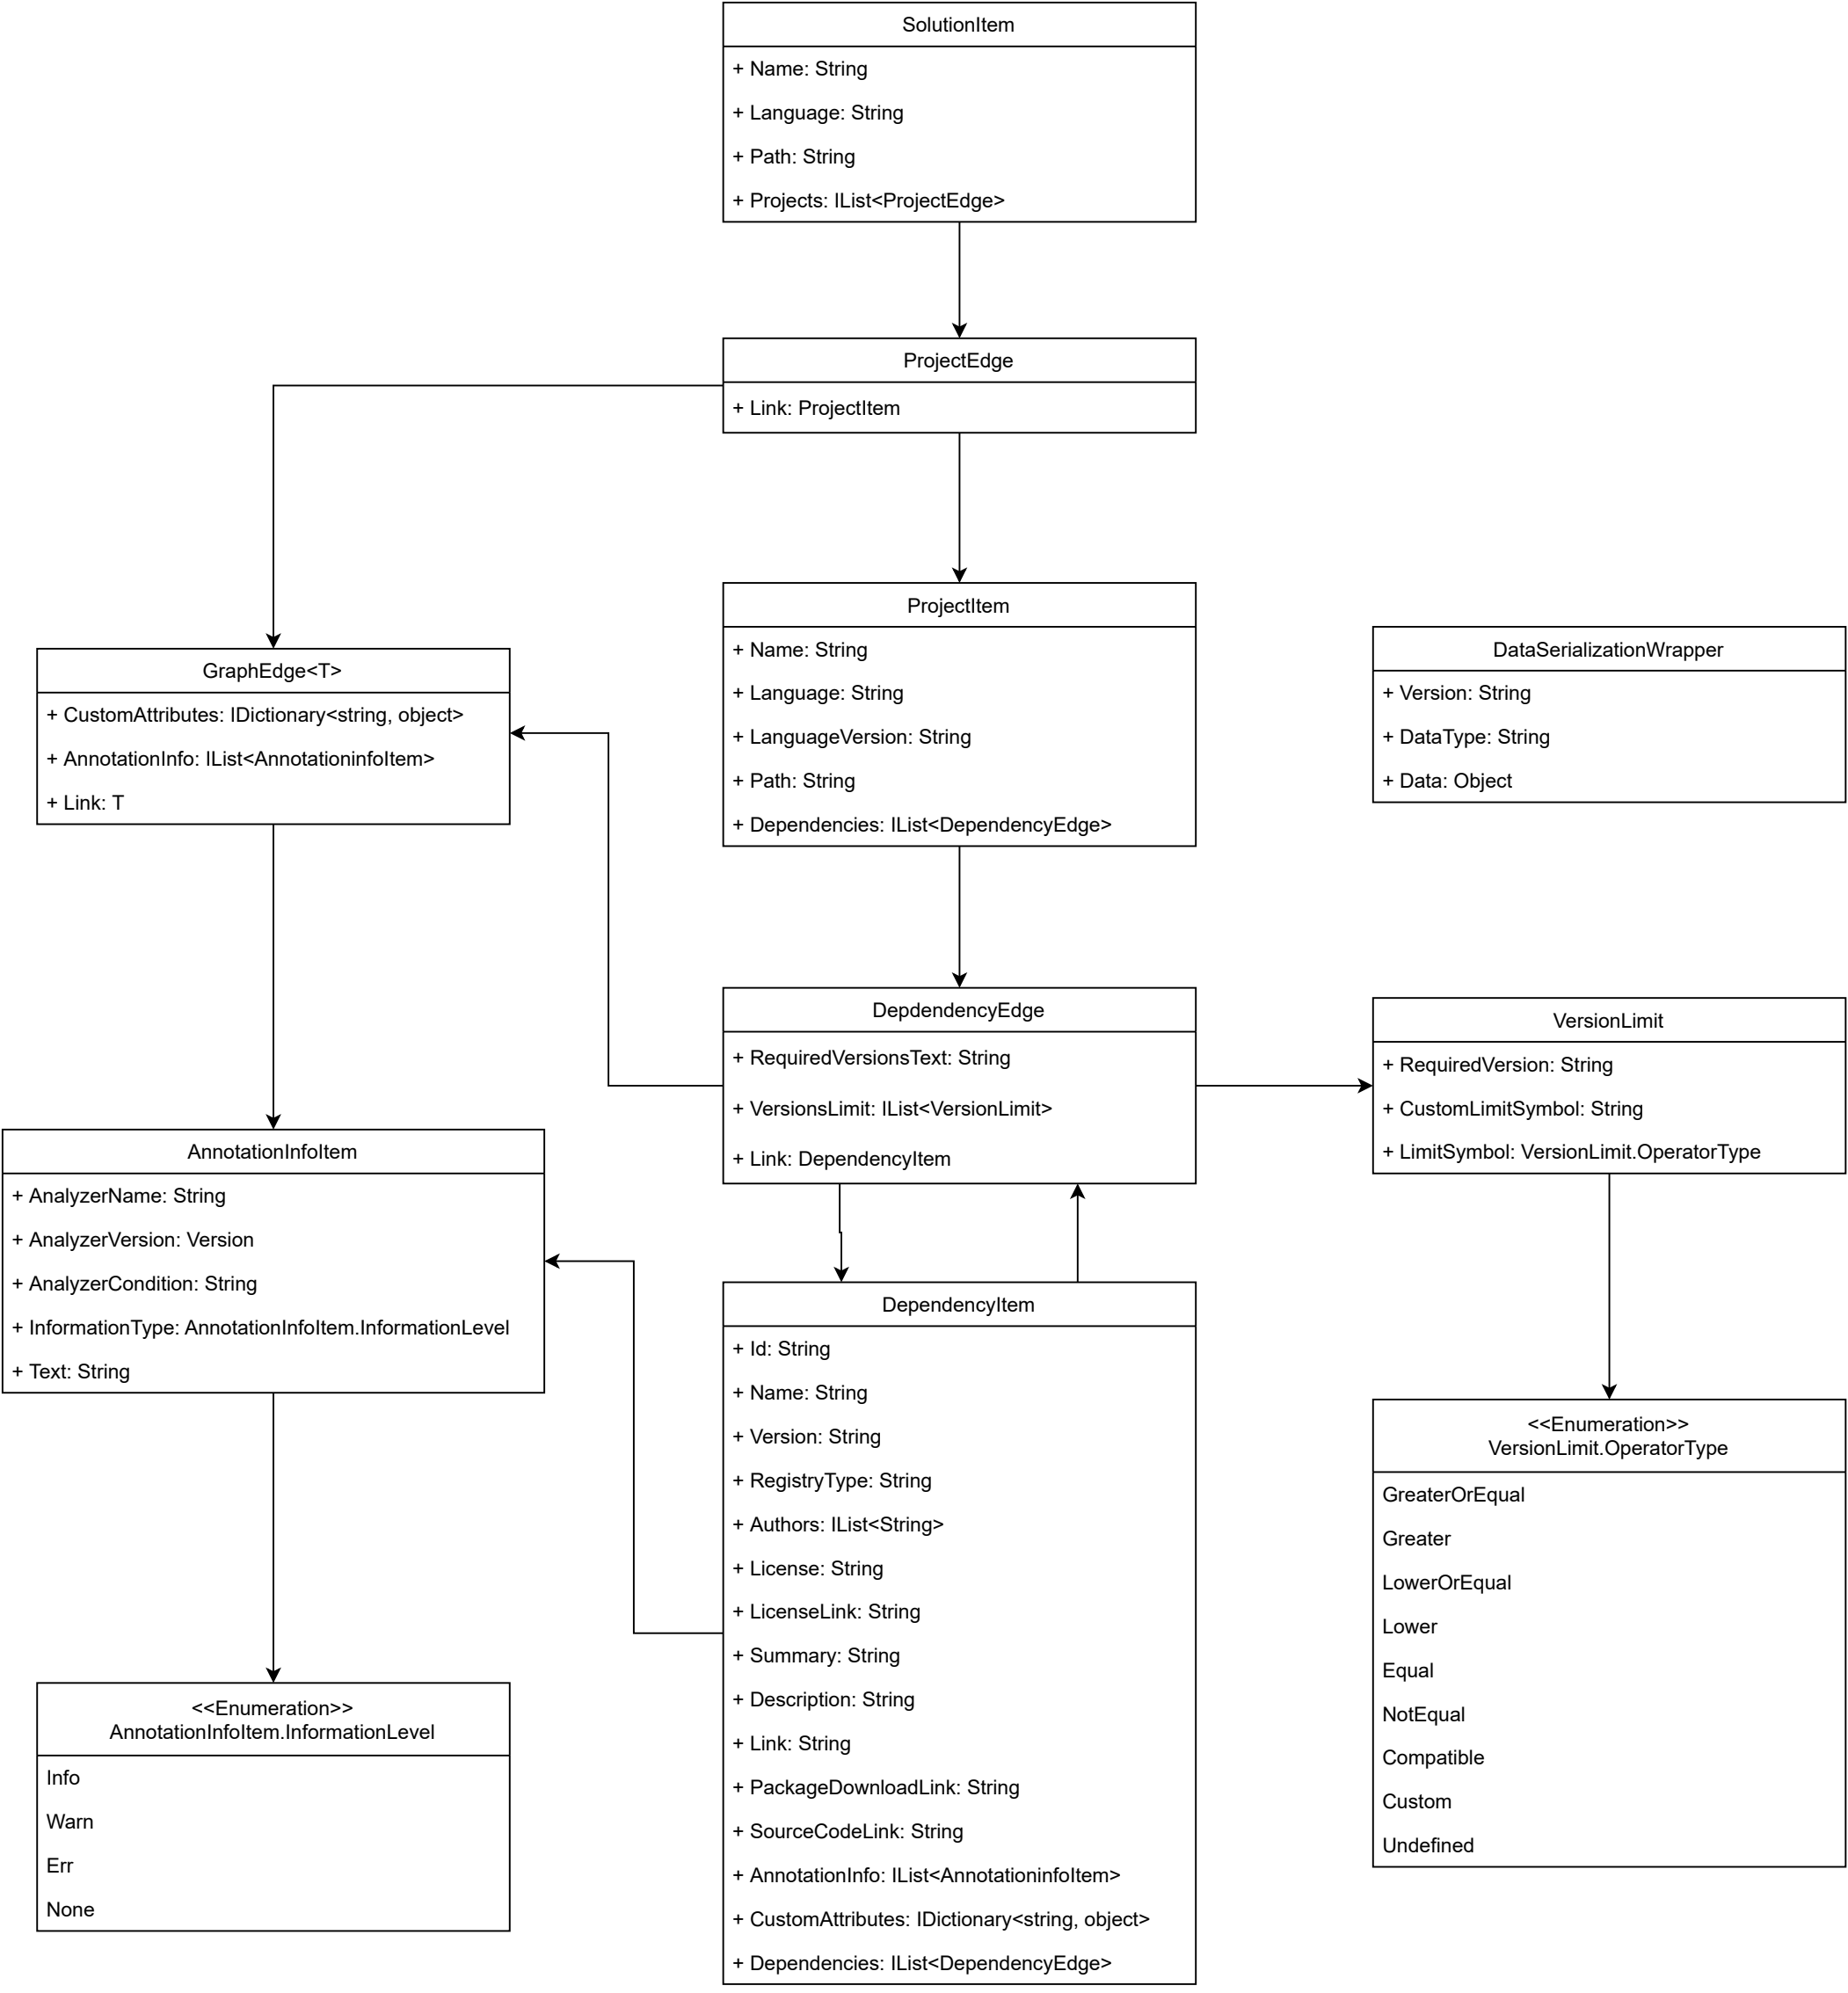 SolutionItem
+ Name: String
+ Language: String
+ Path: String
+ Projects: IList<ProjectEdge>
ProjectEdge
+ Link: ProjectItem
ProjectItem
+ Name: String
+ Language: String
+ LanguageVersion: String
+ Path: String
+ Dependencies: IList<DependencyEdge>
DataSerializationWrapper
+ Version: String
+ DataType: String
+ Data: Object
GraphEdge<T>
+ CustomAttributes: IDictionary<string, object>
+ AnnotationInfo: IList<AnnotationinfoItem>
+ Link: T
DepdendencyEdge
+ RequiredVersionsText: String
+ VersionsLimit: IList<VersionLimit>
+ Link: DependencyItem
VersionLimit
+ RequiredVersion: String
+ CustomLimitSymbol: String
+ LimitSymbol: VersionLimit.OperatorType
AnnotationInfoItem
+ AnalyzerName: String
+ AnalyzerVersion: Version
+ AnalyzerCondition: String
+ InformationType: AnnotationInfoItem.InformationLevel
+ Text: String
DependencyItem
+ Id: String
+ Name: String
+ Version: String
+ RegistryType: String
+ Authors: IList<String>
+ License: String
+ LicenseLink: String
+ Summary: String
+ Description: String
+ Link: String
+ PackageDownloadLink: String
+ SourceCodeLink: String
+ AnnotationInfo: IList<AnnotationinfoItem>
+ CustomAttributes: IDictionary<string, object>
+ Dependencies: IList<DependencyEdge>
<<Enumeration>>
VersionLimit.OperatorType
GreaterOrEqual
Greater
LowerOrEqual
Lower
Equal
NotEqual
Compatible
Custom
Undefined
<<Enumeration>>
AnnotationInfoItem.InformationLevel
Info
Warn
Err
None